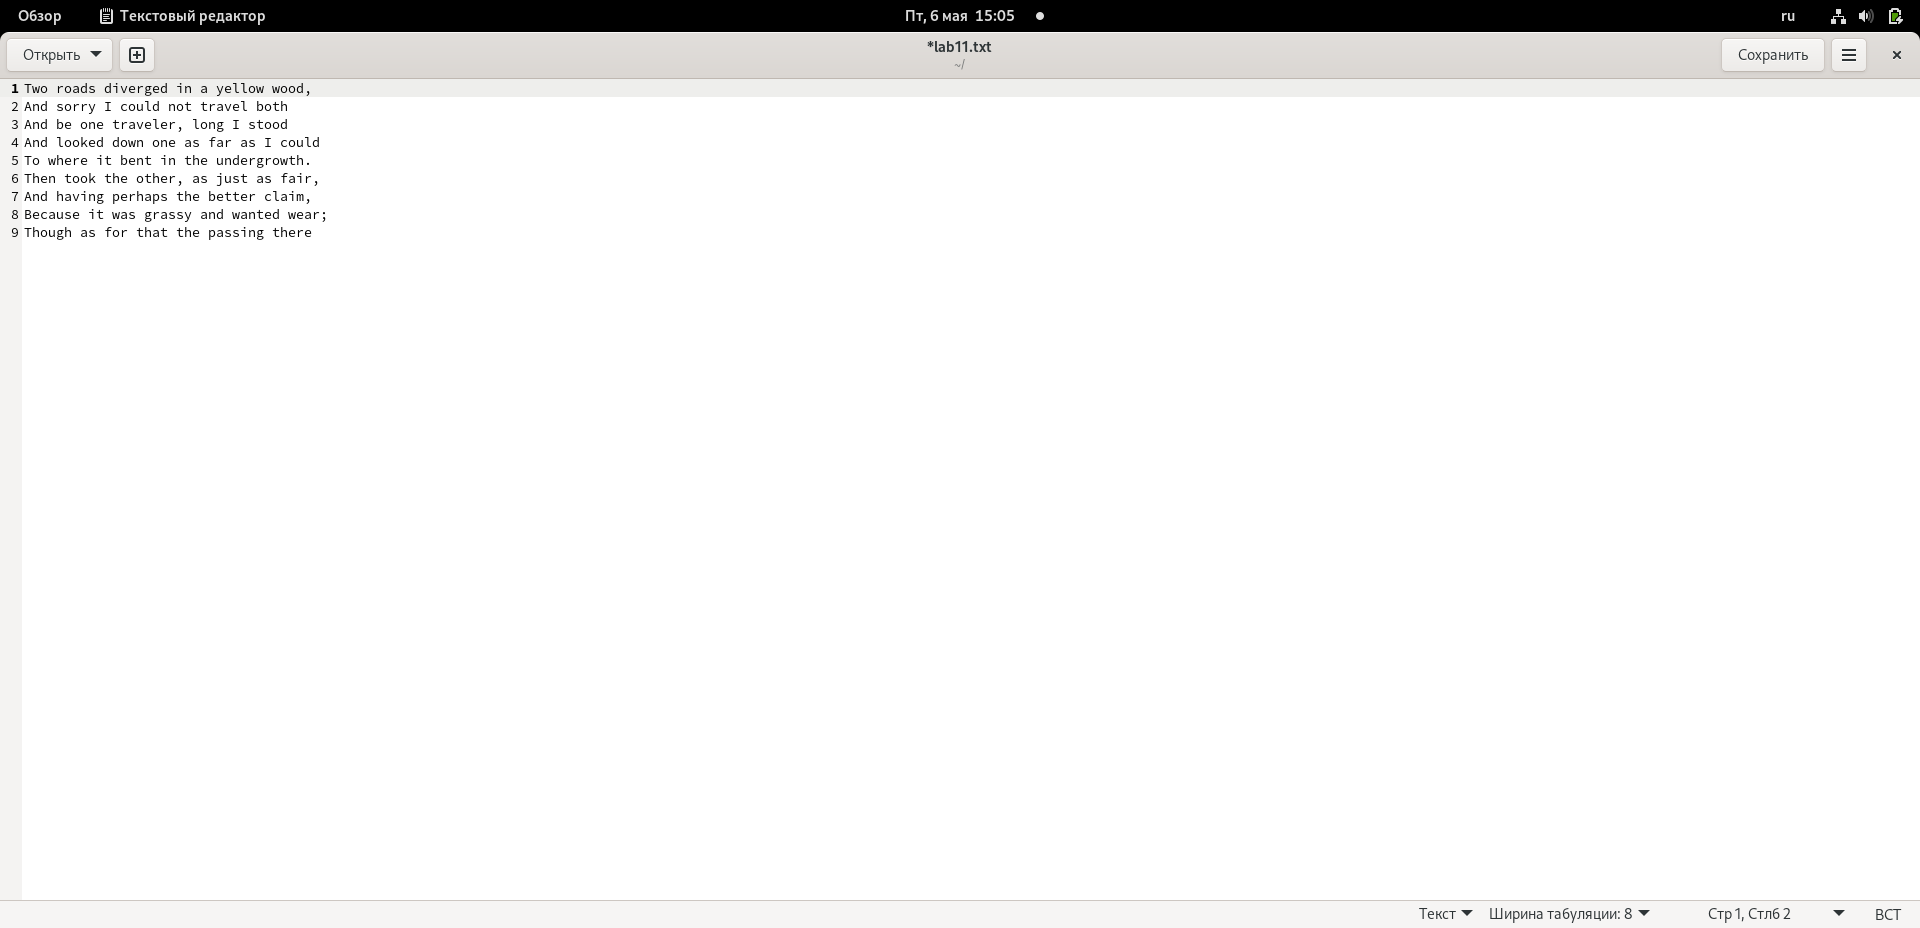 Обзор Текстовый редактор Пт, 6 мая 15:05 ru
Открыть *lab11.txt Сохранить
~/
1 Two roads diverged in a yellow wood,
2 And sorry I could not travel both
3 And be one traveler, long I stood
4 And looked down one as far as I could
5 To where it bent in the undergrowth.
6 Then took the other, as just as fair,
7 And having perhaps the better claim,
8 Because it was grassy and wanted wear;
9 Though as for that the passing there
Текст Ширина табуляции: 8 Стр 1, Стлб 2 ВСТ